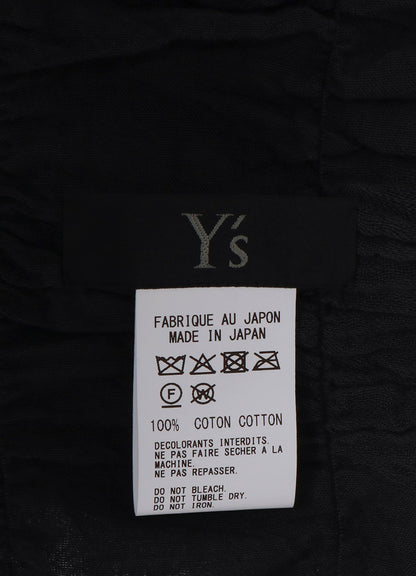 Y's
FABRIQUE AU JAPON
MADE IN JAPAN
F W
100% COTON COTTON
DECOLORANTS INTERDITS.
NE PAS FAIRE SECHER A LA
MACHINE.
NE PAS REPASSER.
DO NOT BLEACH.
DO NOT TUMBLE DRY.
DO NOT IRON.